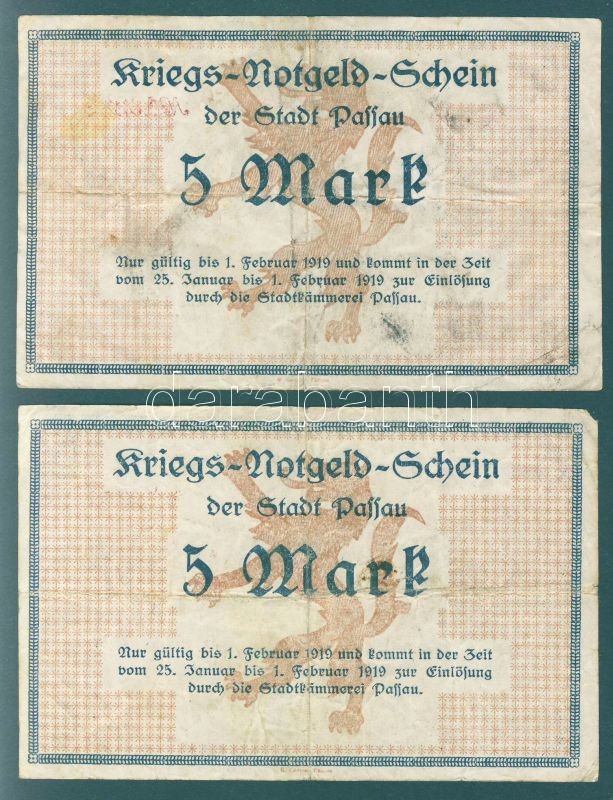 Kriegs-Notgeld-Schein
der Stadt Passau
5 Mark
Nur gültig bis 1. Februar 1919 und kommt in der Zeit
vom 25. Januar bis 1. Februar 1919 zur Einlösung
durch die Stadtkämmerei Passau.
darabanth
Kriegs-Notgeld-Schein
der Stadt Passau
5 Mark
Nur gültig bis 1. Februar 1919 und kommt in der Zeit
vom 25. Januar bis 1. Februar 1919 zur Einlösung
durch die Stadtkämmerei Passau.